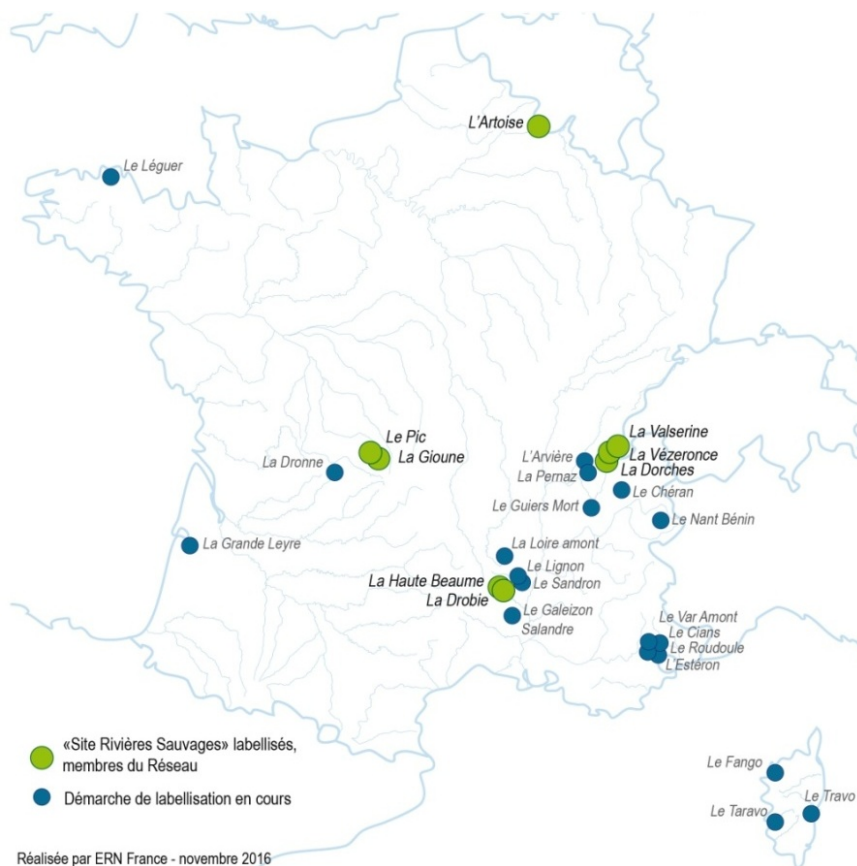 L'Artoise
Le Léguer
Le Pic
La Gioune
La Dronne
La Valserine
L'Arvière
La Vézeronce
La Pernaz
La Dorches
Le Chéran
Le Guiers Mort
Le Nant Bénin
La Grande Leyre
La Loire amont
Le Lignon
La Haute Beaume
Le Sandron
La Drobie
Le Galeizon
Salandre
Le Var Amont
Le Cians
Le Roudoule
L'Estéron
«Site Rivières Sauvages» labellisés,
membres du Réseau
Démarche de labellisation en cours
Le Fango
Le Travo
Le Taravo
Réalisée par ERN France - novembre 2016